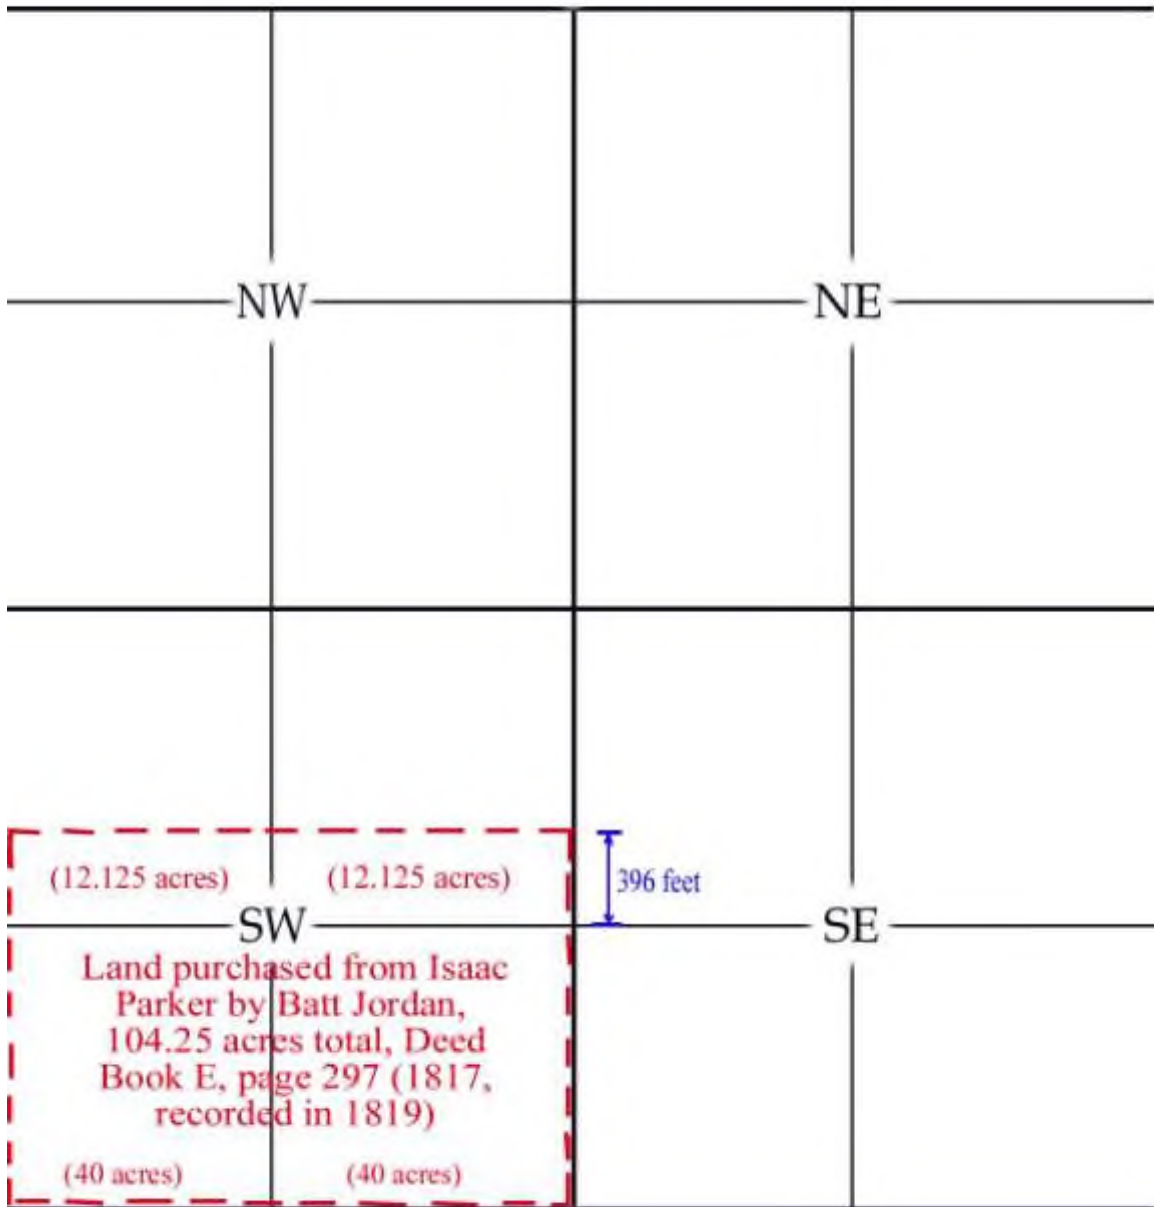 NW
NE
(12.125 acres)
(12.125 acres)
396 feet
SW
SE
Land purchased from Isaac
Parker by Batt Jordan,
104.25 acres total, Deed
Book E, page 297 (1817,
recorded in 1819)
(40 acres)
(40 acres)